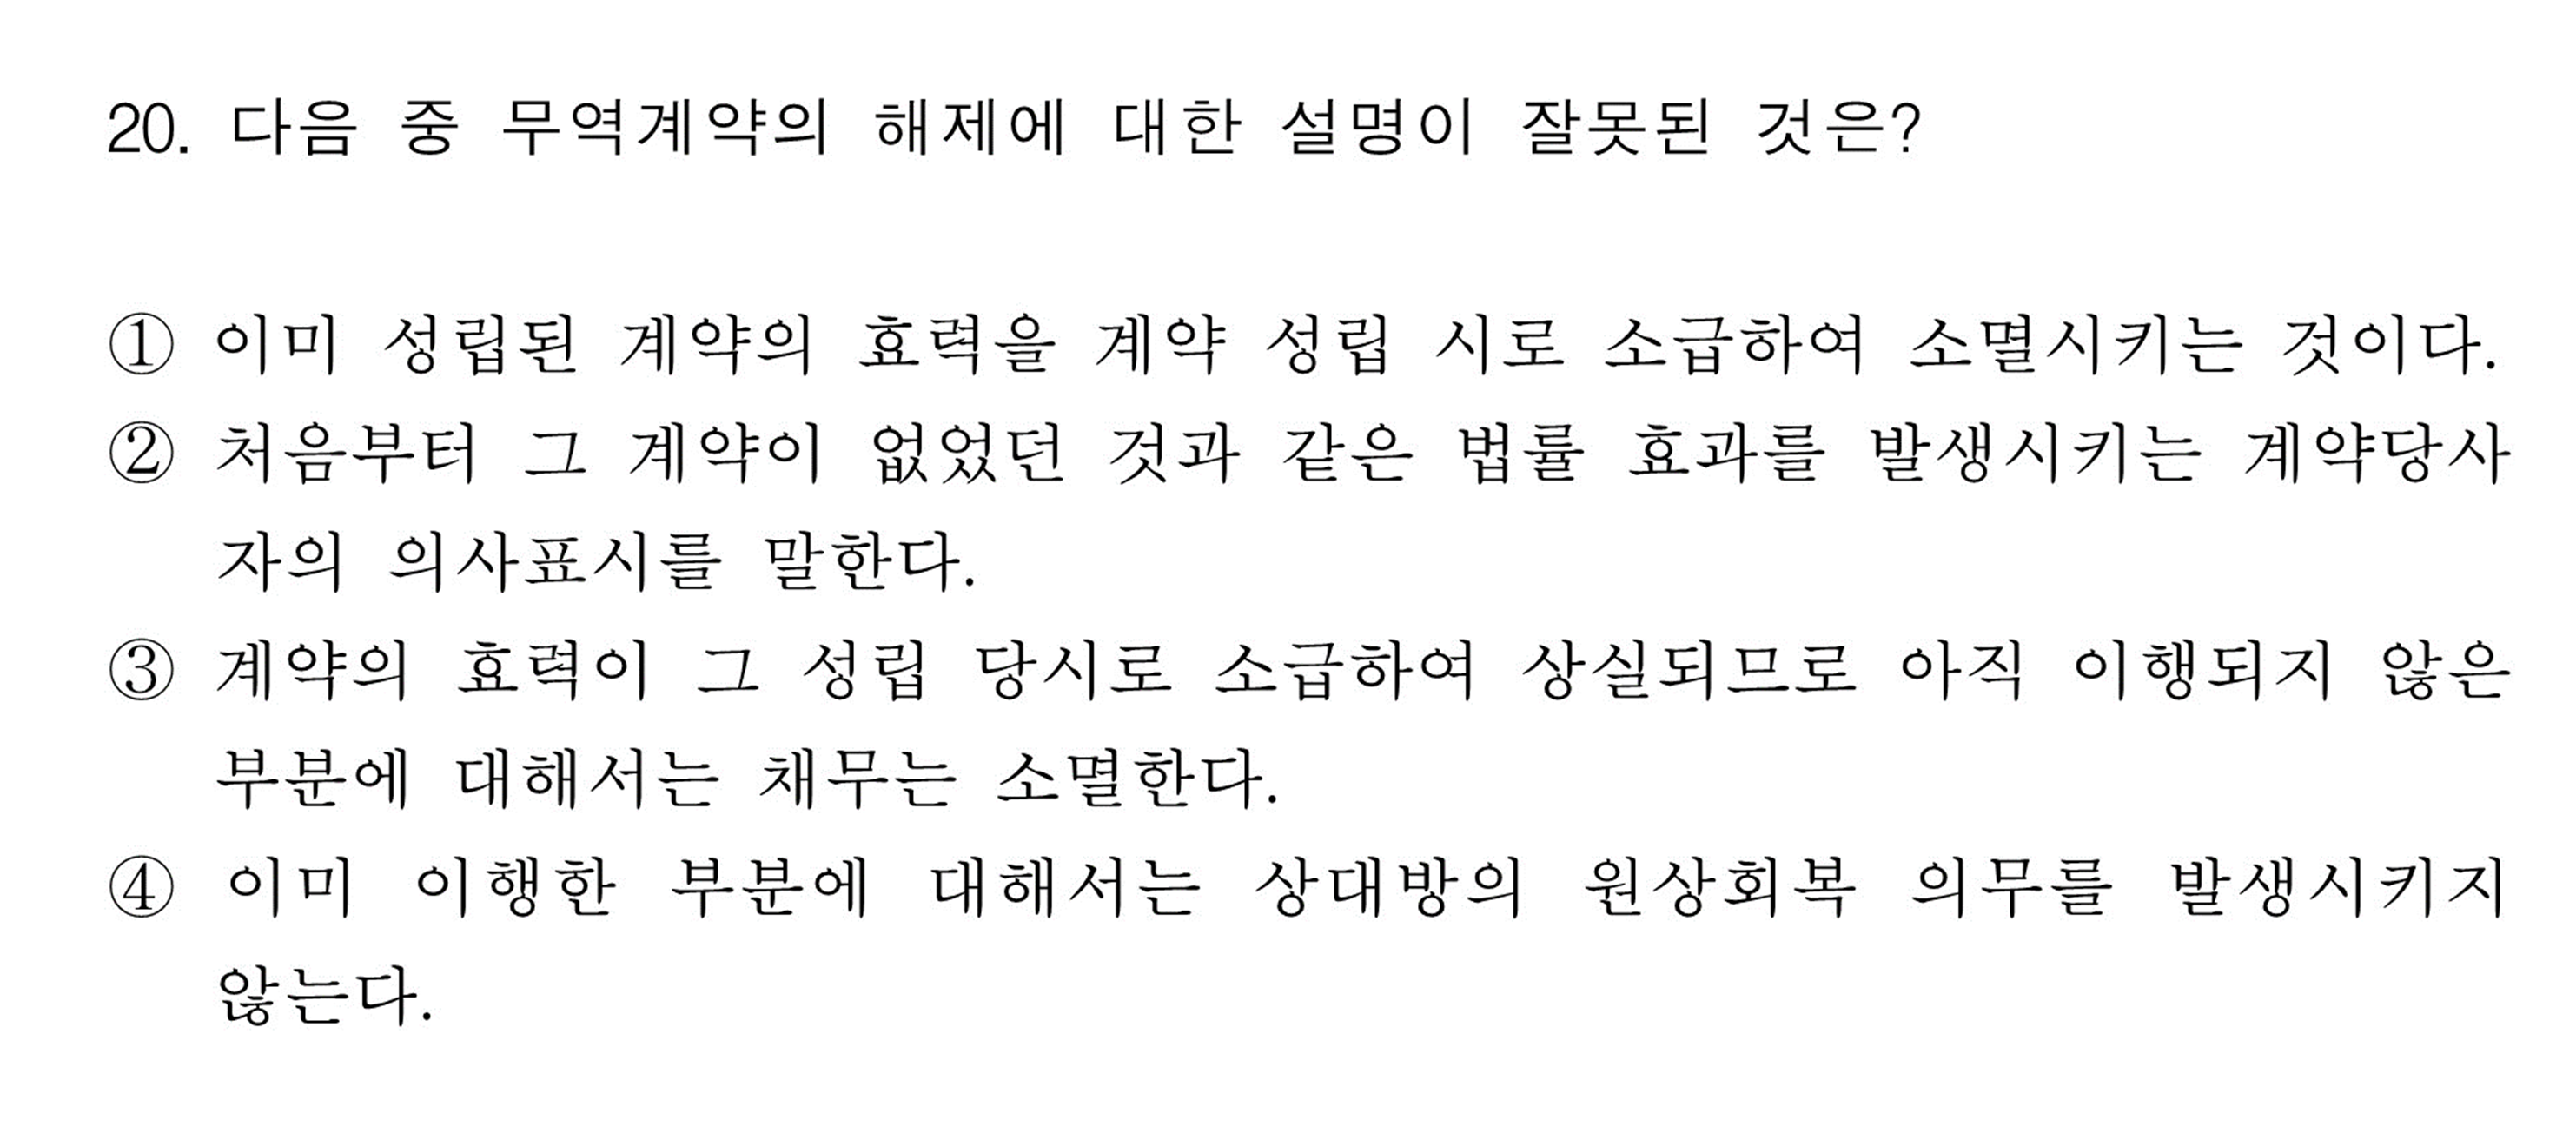 20. 다음 중 무역계약의 해제에 대한 설명이 잘못된 것은?
① 이미 성립된 계약의 효력을 계약 성립 시로 소급하여 소멸시키는 것이다.
② 처음부터 그 계약이 없었던 것과 같은 법률 효과를 발생시키는 계약당사
자의 의사표시를 말한다.
③ 계약의 효력이 그 성립 당시로 소급하여 상실되므로 아직 이행되지 않은
부분에 대해서는 채무는 소멸한다.
④ 이미 이행한 부분에 대해서는 상대방의 원상회복 의무를 발생시키지
않는다.